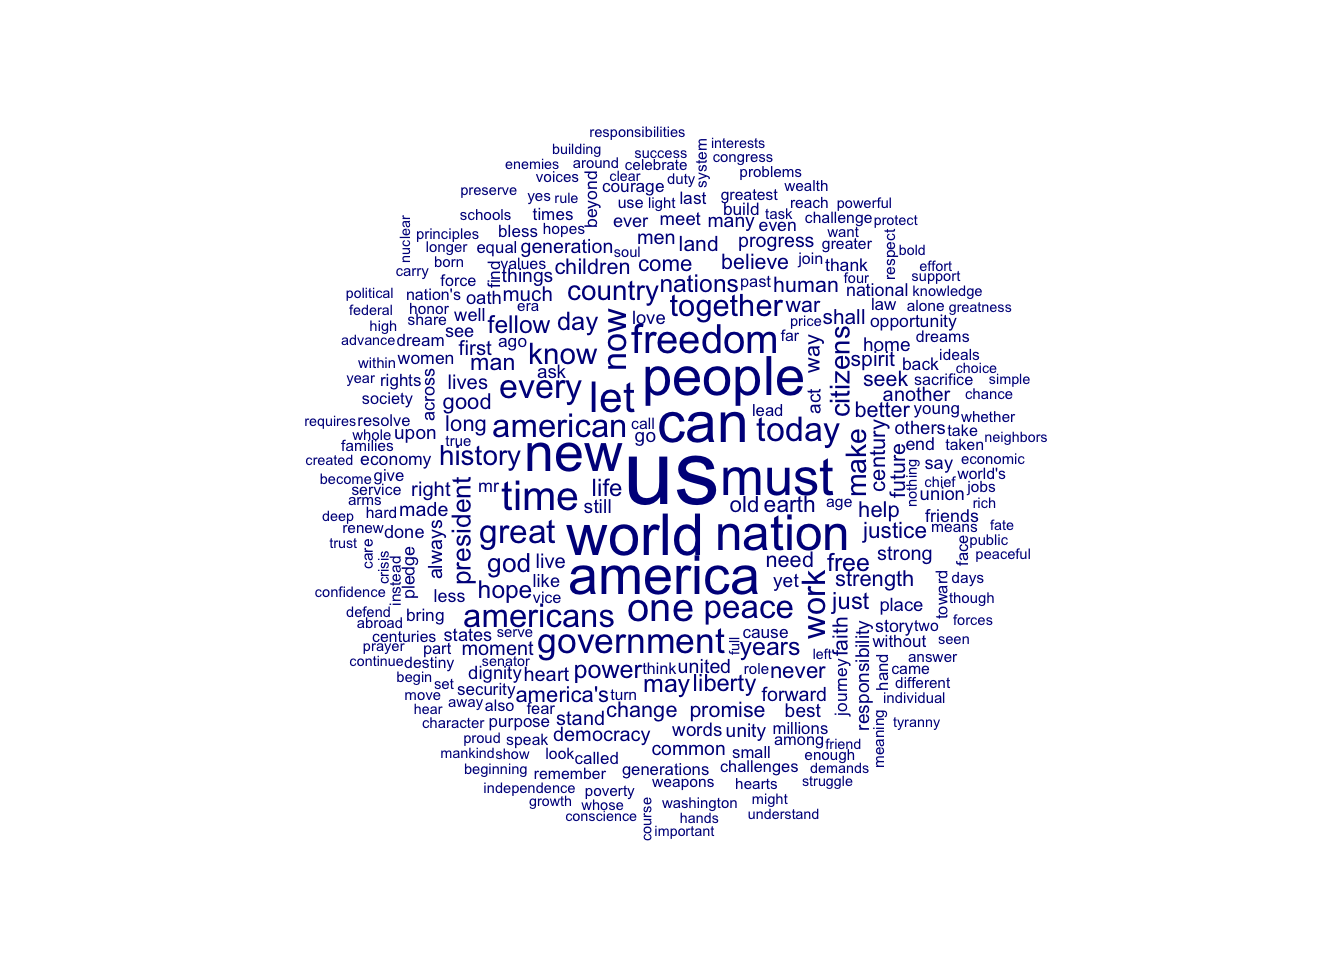 responsibilities
building success system interests
enemies around celebrate congress
voices beyond clear duty problems
preserve yes rule courage greatest wealth
use light last reach powerful
schools times ever meet many build task challenge protect
nuclear principles bless hopes even want respect
longer equal generation soul men land progress greater bold
carry born find values children come believe join thank effort
force things country nations past human four support
political nation's oath much together war national knowledge
federal honor era love price shall law alone greatness
high share well fellow day now freedom far way citizens opportunity
advance dream see ago home dreams
within women first man know people spirit back ideals
year rights across lives ask every let act seek sacrifice choice simple
society good lead better another young chance
requires resolve upon long american call can today others take whether
whole true go make century future end taken neighbors
families history new us must say economic
created economy nothing
become give mr life chief world's
service right president time still old earth age help union jobs
arms rich
deep hard made great friends
renew done always world nation justice means fate
trust care face public
crisis god live need free strong peaceful
instead pledge america work
confidence less hope like yet strength toward days
vice just place though
defend bring americans one peace
abroad states serve government cause faith story two forces
centuries moment full years left responsibility without seen
prayer part senator power think united role never journey hand answer
continue destiny dignity heart came
begin set security may liberty forward different
move away also america's turn individual
hear fear change promise best meaning
character purpose stand tyranny
proud speak democracy words unity millions
mankind show look called common small among friend
enough
beginning remember generations challenges demands
independence poverty weapons hearts struggle
growth whose course washington might
conscience hands understand
important